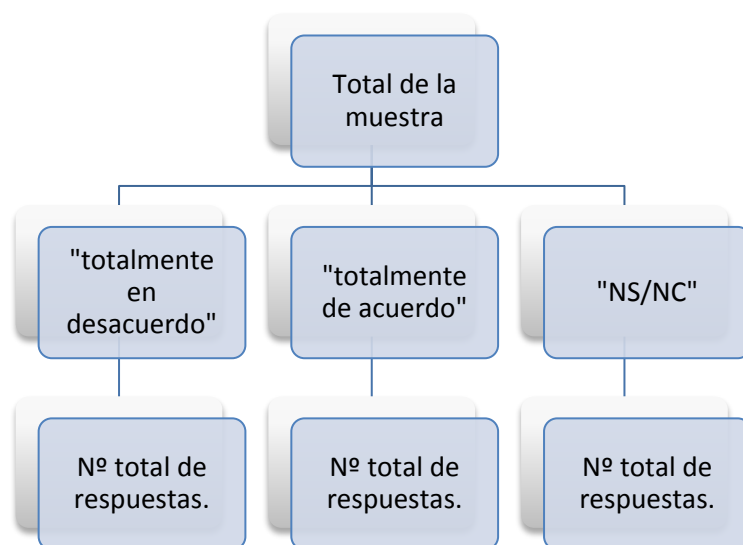 Total de la
muestra
"totalmente
en
desacuerdo"
"totalmente
de acuerdo"
"NS/NC"
Nº total de
respuestas.
Nº total de
respuestas.
Nº total de
respuestas.